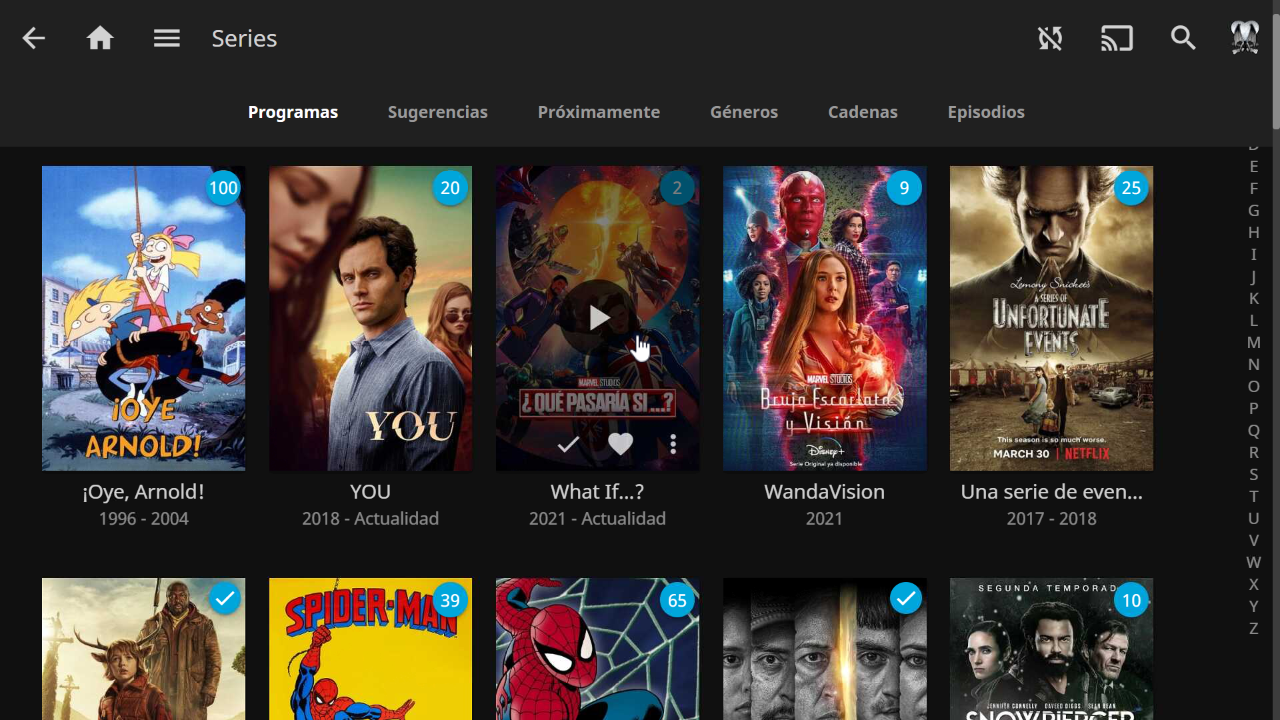 Series
Programas
Sugerencias
Próximamente
Géneros
Cadenas
Episodios
100
¡OYE
ARNOLD!
20
YOU
2
MARVEL STUDIOS
¿QUÉ PASARÍA SI...?
9
MARVEL STUDIOS
Bruja Escarlata
y Visión
Disney+
Serie Original ya disponible
25
Lemony Snicket's
A SERIES OF
UNFORTUNATE
EVENTS
This season is so much worse.
MARCH 30 | NETFLIX
¡Oye, Arnold!
1996 - 2004
YOU
2018 - Actualidad
What If...?
2021 - Actualidad
WandaVision
2021
Una serie de even...
2017 - 2018
39
SPIDER-MAN
65
10
SEGUNDA TEMPORADA
JENNIFER CONNELLY DAVEED DIGGS SEAN BEAN
SNOWPIERCER
E
F
G
H
I
J
K
L
M
N
O
P
Q
R
S
T
U
V
W
X
Y
Z